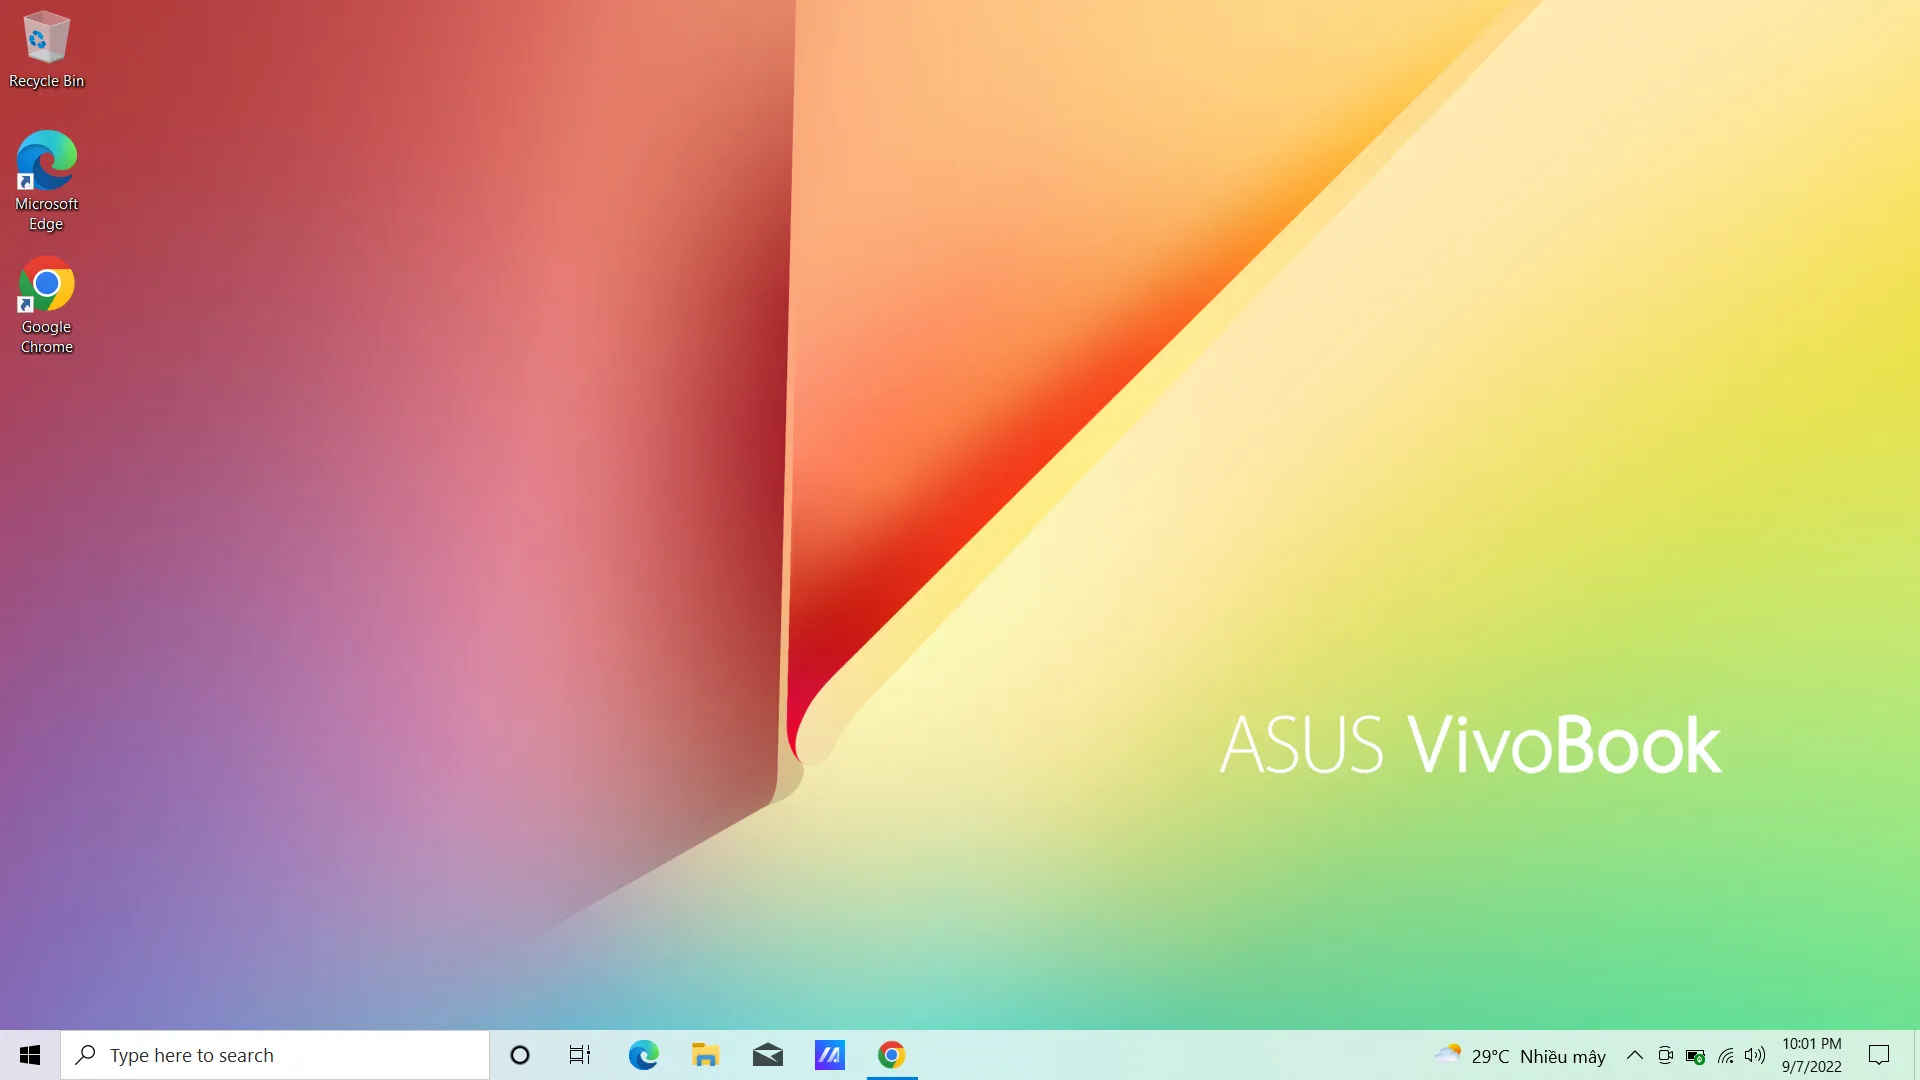 Recycle Bin
Microsoft
Edge
Google
Chrome
ASUS VivoBook
Type here to search
29°C Nhiều mây
10:01 PM
9/7/2022